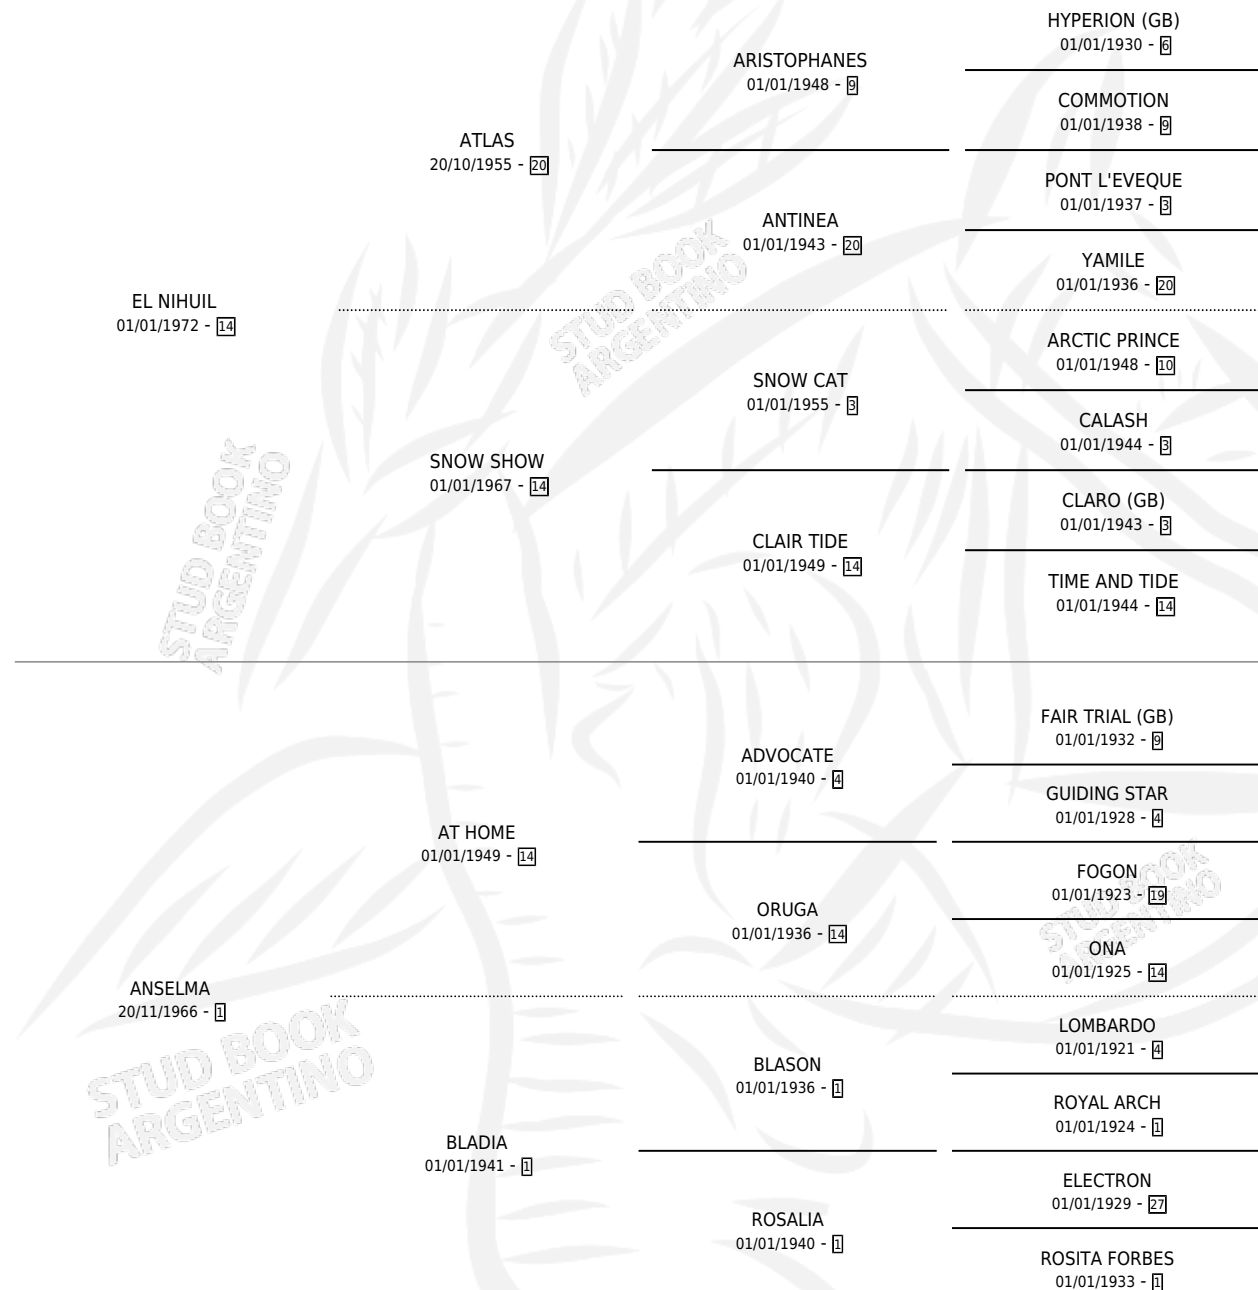 HYPERION (GB)
01/01/1930 - 6
ARISTOPHANES
01/01/1948 - 9
COMMOTION
01/01/1938 - 9
ATLAS
20/10/1955 - 20
PONT L'EVEQUE
01/01/1937 - 3
ANTINEA
01/01/1943 - 20
YAMILE
01/01/1936 - 20
EL NIHUIL
01/01/1972 - 14
ARCTIC PRINCE
01/01/1948 - 10
SNOW CAT
01/01/1955 - 3
CALASH
01/01/1944 - 3
SNOW SHOW
01/01/1967 - 14
CLARO (GB)
01/01/1943 - 3
CLAIR TIDE
01/01/1949 - 14
TIME AND TIDE
01/01/1944 - 14
FAIR TRIAL (GB)
01/01/1932 - 9
ADVOCATE
01/01/1940 - 4
GUIDING STAR
01/01/1928 - 4
AT HOME
01/01/1949 - 14
FOGON
01/01/1923 - 19
ORUGA
01/01/1936 - 14
ONA
01/01/1925 - 14
ANSELMA
20/11/1966 - 1
LOMBARDO
01/01/1921 - 4
BLASON
01/01/1936 - 1
ROYAL ARCH
01/01/1924 - 1
BLADIA
01/01/1941 - 1
ELECTRON
01/01/1929 - 27
ROSALIA
01/01/1940 - 1
ROSITA FORBES
01/01/1933 - 1
STUD BOOK
ARGENTINO
STUD BOOK
ARGENTINO
STUD BOOK
ARGENTINO
STUD BOOK
ARGENTINO